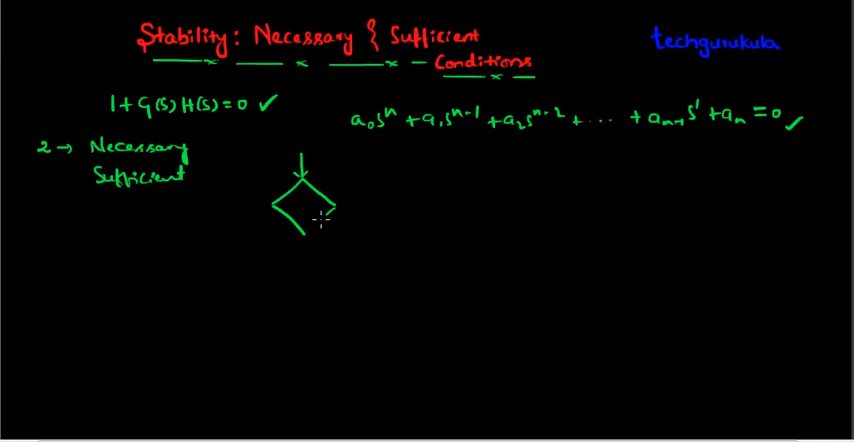 Stability: Necessary & Sufficient
Conditions
techgurukula
1 + G(s) H(s) = 0 ✓
a₀sⁿ + a₁sⁿ⁻¹ + a₂sⁿ⁻² + ... + aₙ₋₁s¹ + aₙ = 0 ✓
2 → Necessary
Sufficient